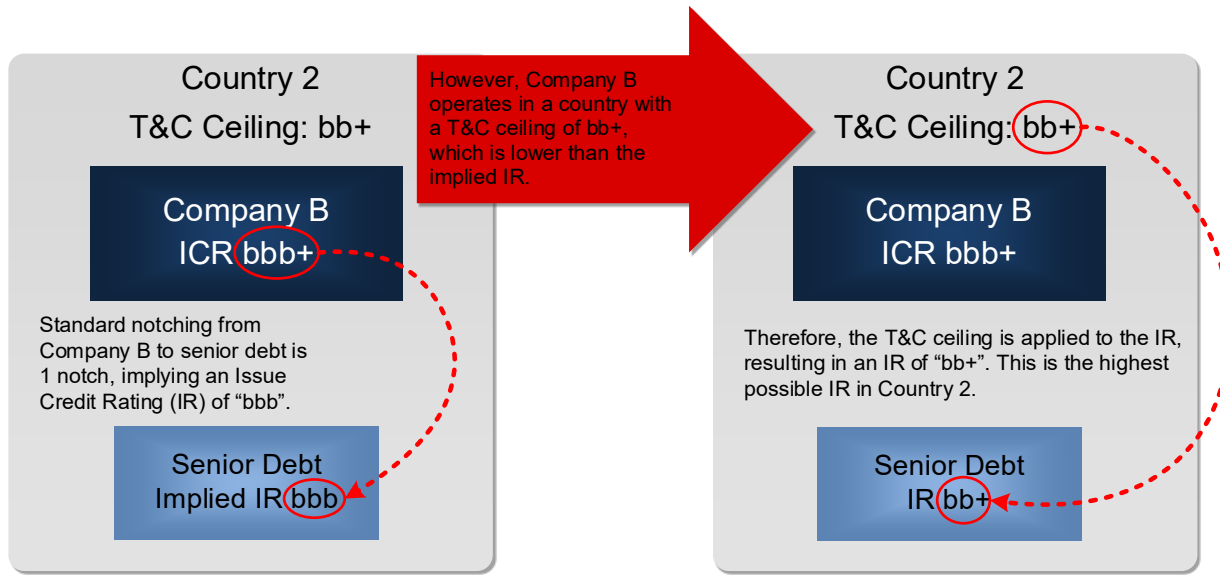 Country 2
T&C Ceiling: bb+
Company B
ICR bbb+
Standard notching from
Company B to senior debt is
1 notch, implying an Issue
Credit Rating (IR) of “bbb”.
Senior Debt
Implied IR bbb
However, Company B
operates in a country with
a T&C ceiling of bb+,
which is lower than the
implied IR.
Country 2
T&C Ceiling: bb+
Company B
ICR bbb+
Therefore, the T&C ceiling is applied to the IR,
resulting in an IR of “bb+”. This is the highest
possible IR in Country 2.
Senior Debt
IR bb+